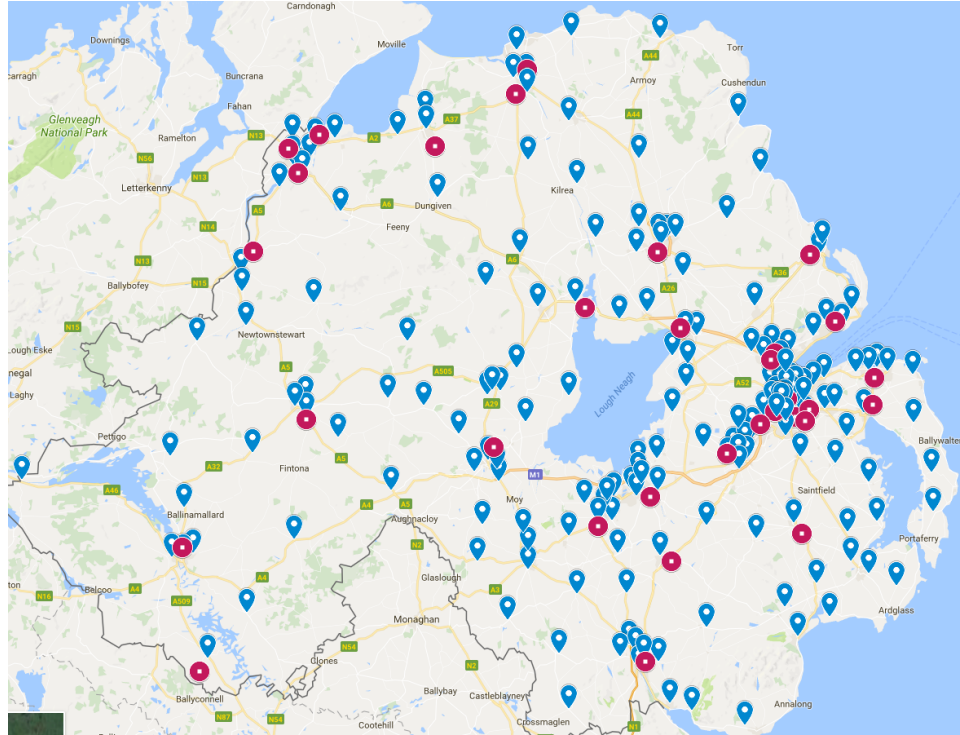 Carndonagh
Downings
Moville
Torr
carragh
Buncrana
A44
Armoy
Cushendun
Fahan
Glenveagh
National Park
Ramelton
N13
A2
A37
A44
N56
N13
Letterkenny
A5
A6
Dungiven
Kilrea
N14
Feeny
N13
A6
A36
Ballybofey
N15
N15
A26
Newtownstewart
Lough Eske
A5
A505
Lough Neagh
A52
negal
Laghy
A29
Pettigo
Ballywalter
A32
Fintona
A5
M1
A46
Saintfield
Ballinamallard
A4
A5
Moy
Aughnacloy
Portaferry
N2
Glaslough
A4
N16
Belcoo
A4
A3
A509
Ardglass
Monaghan
N54
Clones
N2
Ballyconnell
Ballybay
Castleblayney
Annalong
N87
N54
Cootehill
Crossmaglen
N1